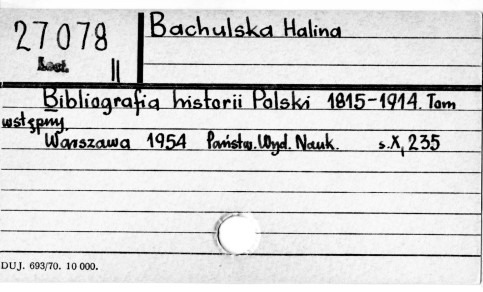 27078
Bachulska Halina
II
Bibliografia historii Polski 1815-1914. Tom
wstępny.
Warszawa 1954 Państw. Wyd. Nauk. s.X, 235
DUJ. 693/70. 10 000.